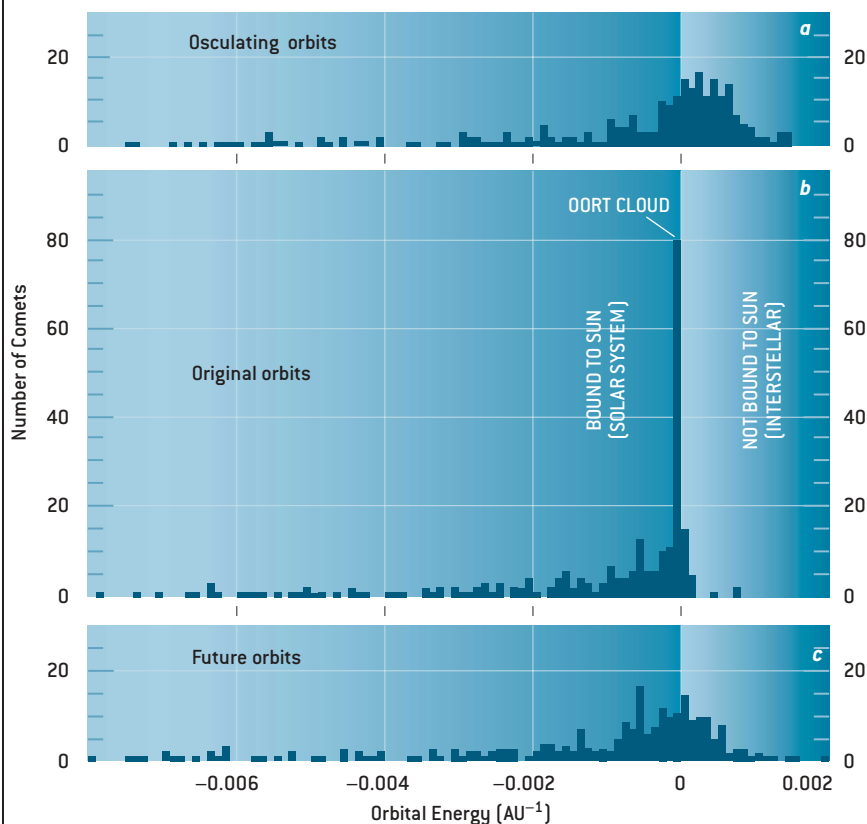 Osculating orbits
a
20
20
0
0
b
OORT CLOUD
80
80
60
60
BOUND TO SUN
(SOLAR SYSTEM)
NOT BOUND TO SUN
(INTERSTELLAR)
Number of Comets
Original orbits
40
40
20
20
0
0
Future orbits
c
20
20
0
0
−0.006
−0.004
−0.002
0
0.002
Orbital Energy (AU⁻¹)